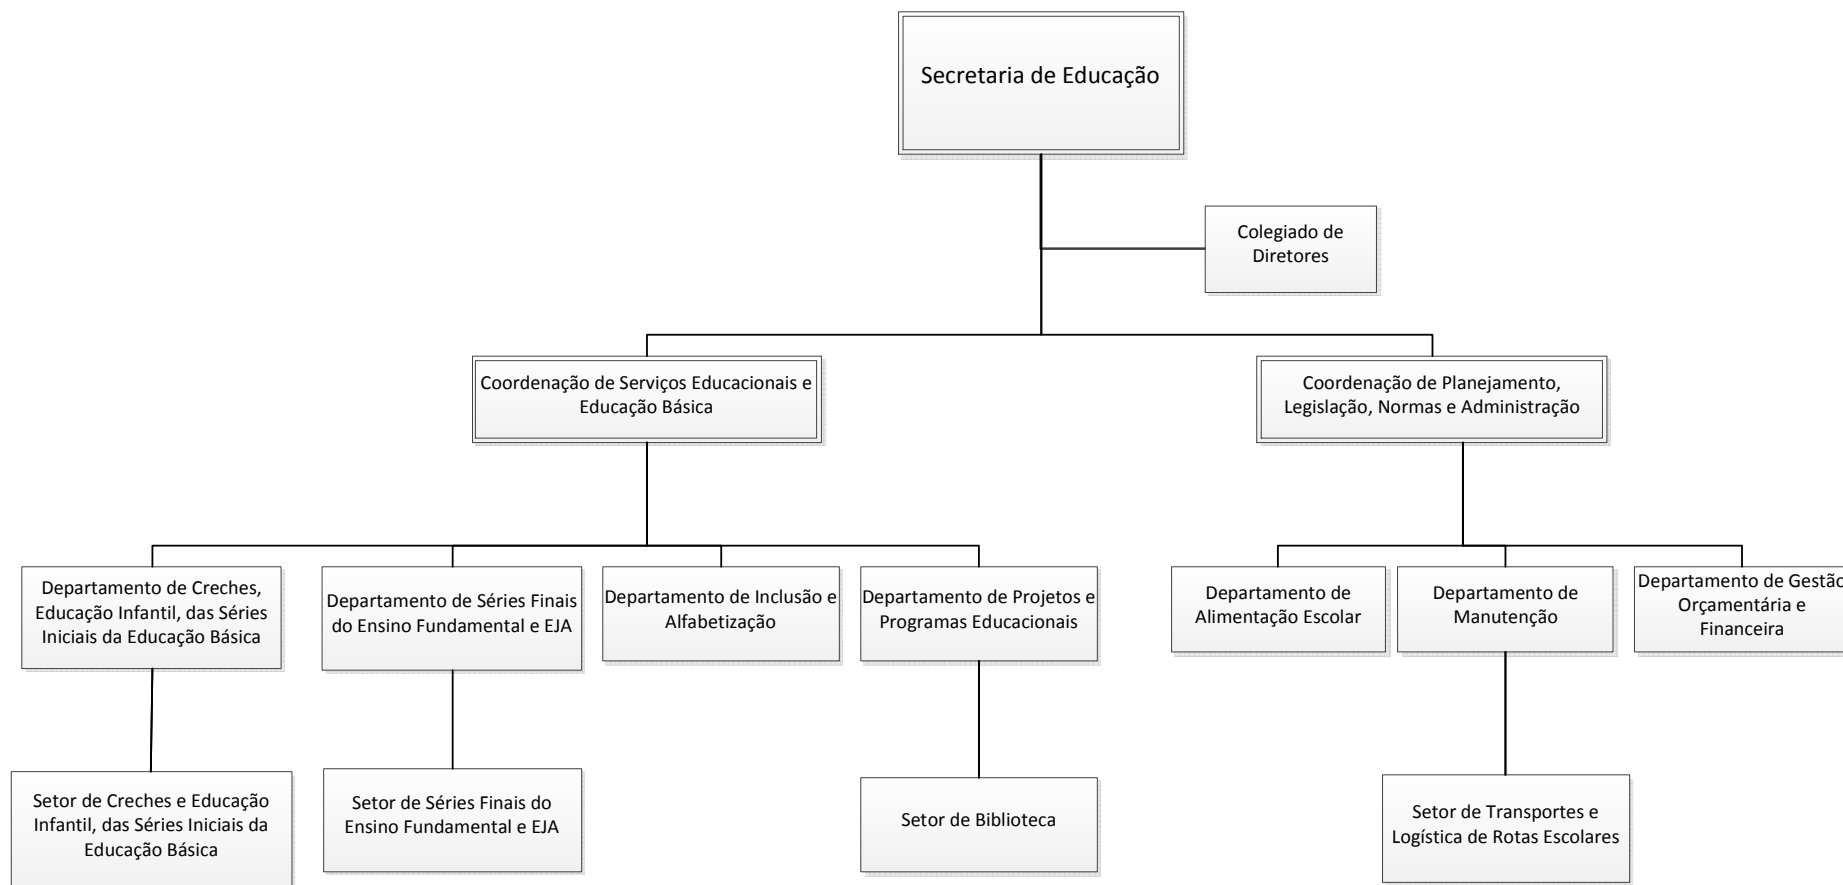 Secretaria de Educação
Colegiado de
Diretores
Coordenação de Serviços Educacionais e
Educação Básica
Coordenação de Planejamento,
Legislação, Normas e Administração
Departamento de Creches,
Educação Infantil, das Séries
Iniciais da Educação Básica
Departamento de Séries Finais
do Ensino Fundamental e EJA
Departamento de Inclusão e
Alfabetização
Departamento de Projetos e
Programas Educacionais
Departamento de
Alimentação Escolar
Departamento de
Manutenção
Departamento de Gestão
Orçamentária e
Financeira
Setor de Creches e Educação
Infantil, das Séries Iniciais da
Educação Básica
Setor de Séries Finais do
Ensino Fundamental e EJA
Setor de Biblioteca
Setor de Transportes e
Logística de Rotas Escolares